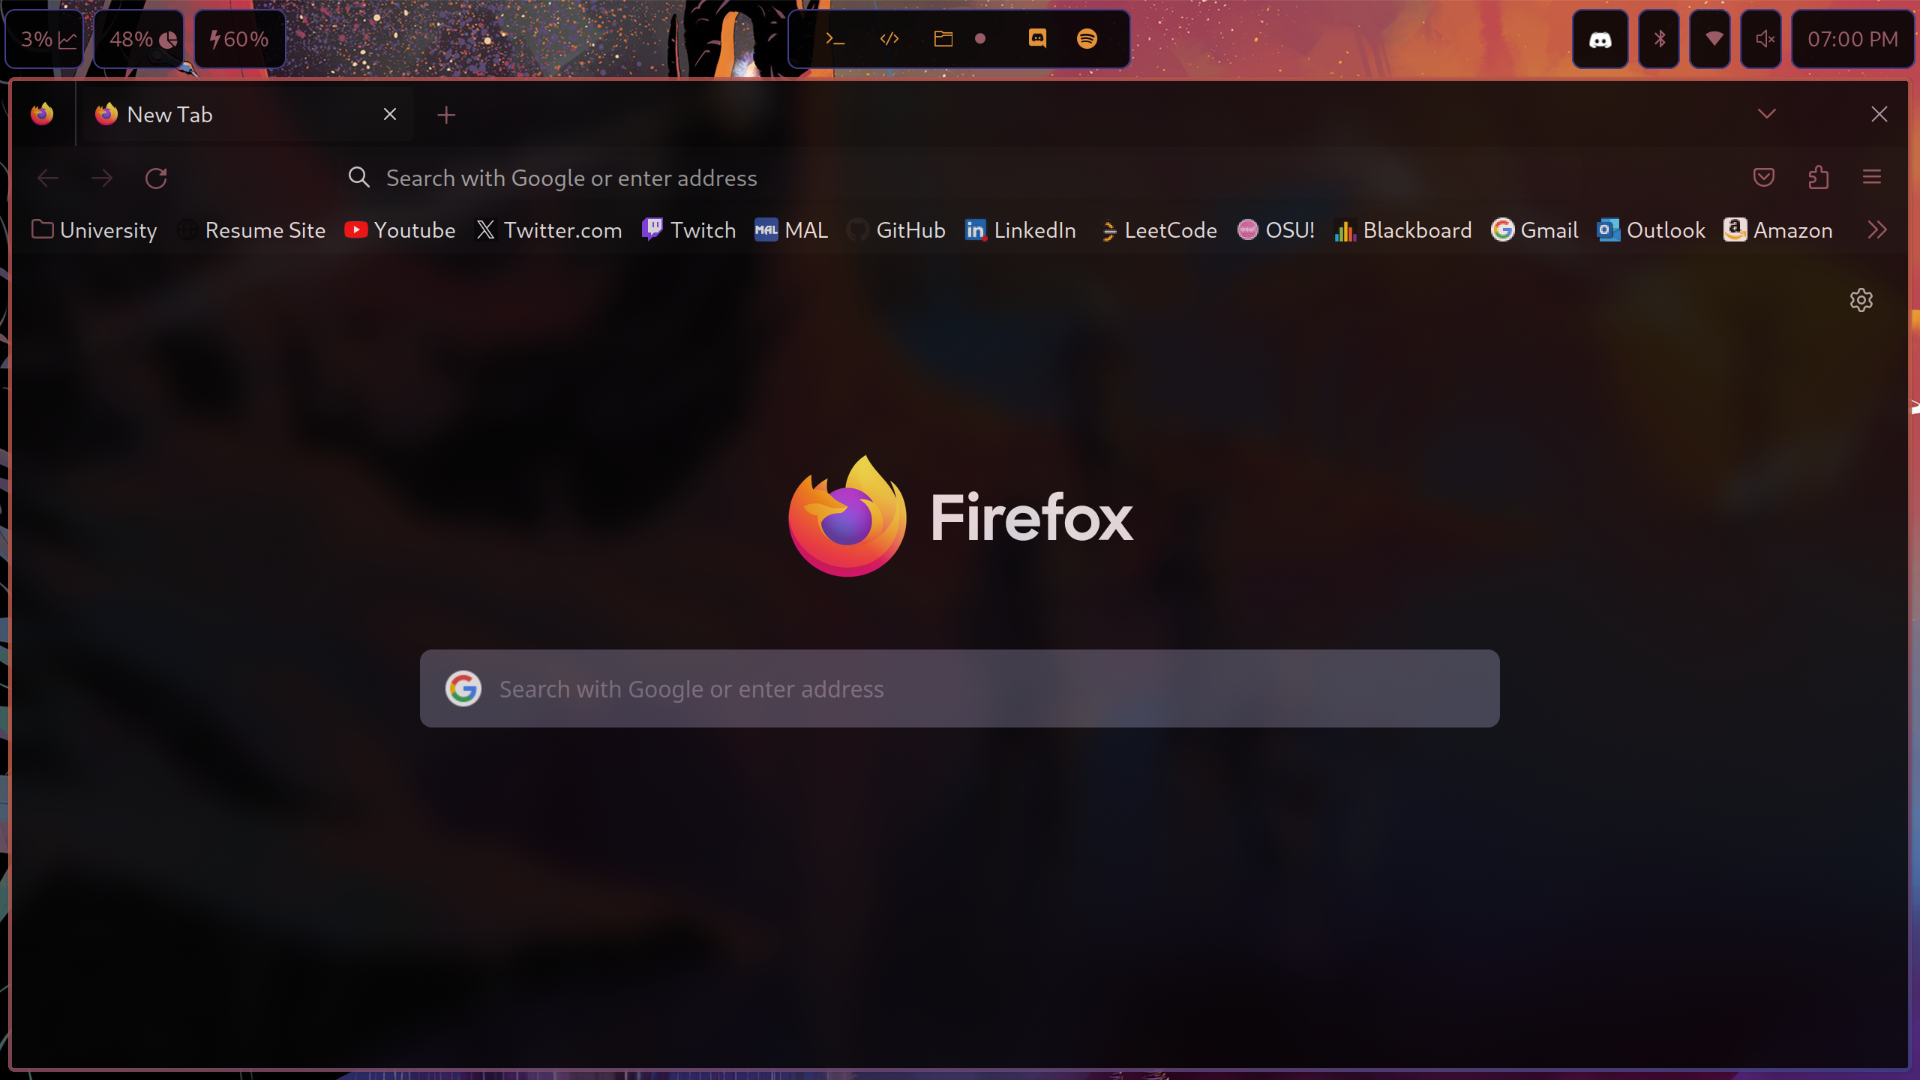 3% 48% 60% 07:00 PM
New Tab
Search with Google or enter address
University Resume Site Youtube Twitter.com Twitch MAL MAL GitHub LinkedIn LeetCode OSU! Blackboard Gmail Outlook Amazon
Firefox
Search with Google or enter address